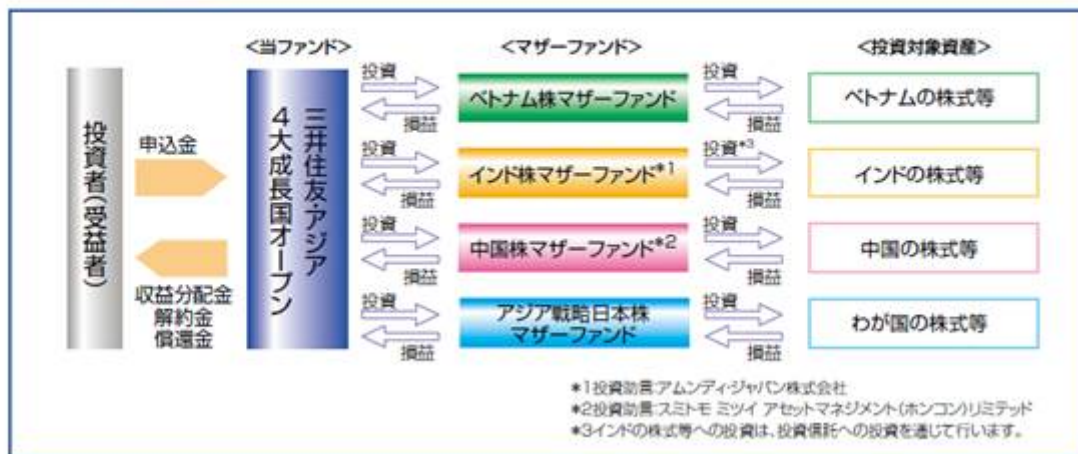 <当ファンド>
<マザーファンド>
<投資対象資産>
投資者(受益者)
申込金
収益分配金
解約金
償還金
三井住友・アジア
4大成長国オープン
投資
損益
ベトナム株マザーファンド
投資
損益
ベトナムの株式等
投資
損益
インド株マザーファンド*1
投資*3
損益
インドの株式等
投資
損益
中国株マザーファンド*2
投資
損益
中国の株式等
投資
損益
アジア戦略日本株
マザーファンド
投資
損益
わが国の株式等
*1投資助言:アムンディ・ジャパン株式会社
*2投資助言:スミトモ ミツイ アセットマネジメント(ホンコン)リミテッド
*3インドの株式等への投資は、投資信託への投資を通じて行います。